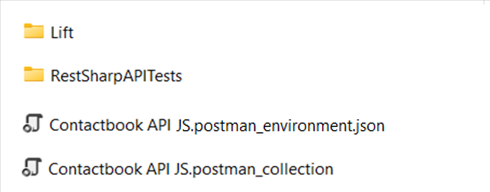 Lift
RestSharpAPITests
Contactbook API JS.postman_environment.json
Contactbook API JS.postman_collection